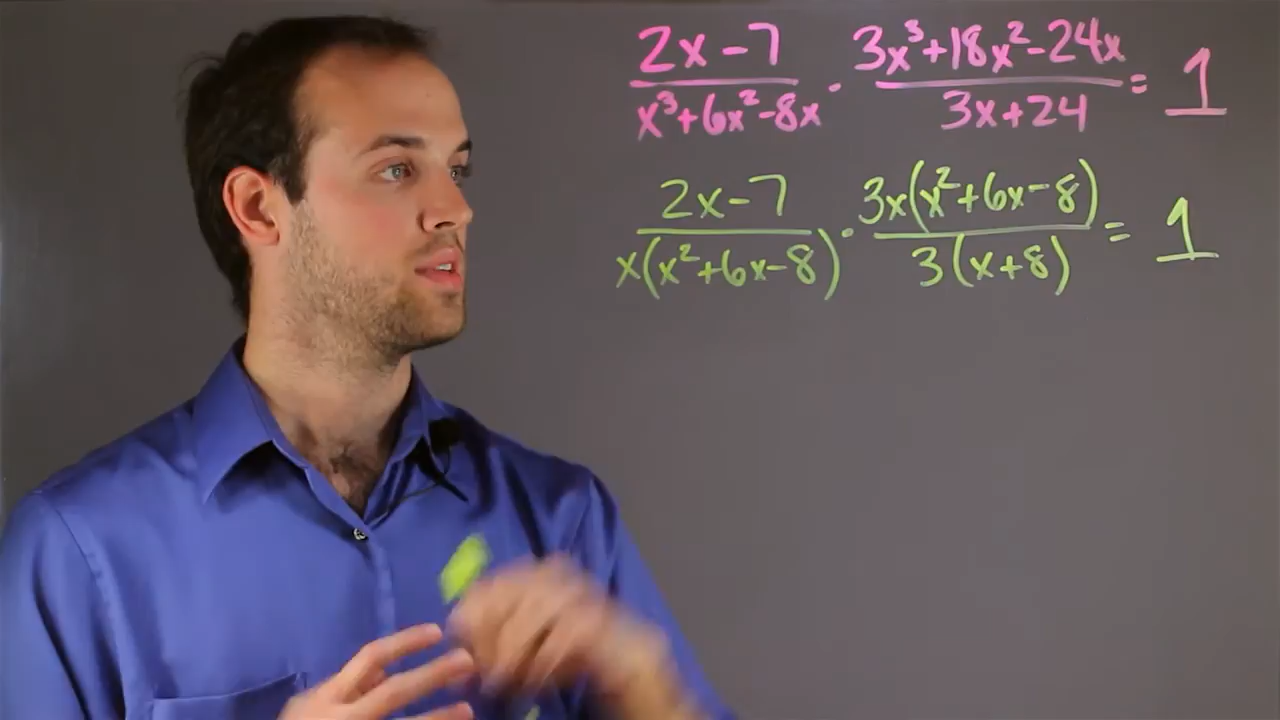 2x-7 / x³+6x²-8x · 3x³+18x²-24x / 3x+24 = 1
2x-7 / x(x²+6x-8) · 3x(x²+6x-8) / 3(x+8) = 1